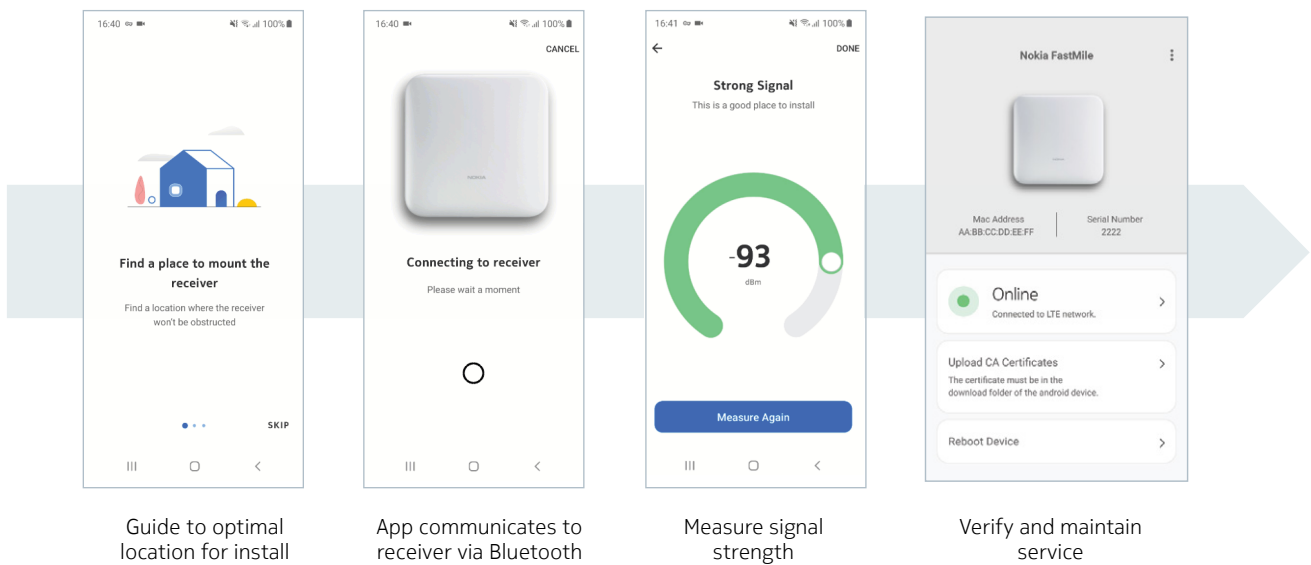 16:40
100%
Find a place to mount the
receiver
Find a location where the receiver
won't be obstructed
SKIP
Guide to optimal
location for install
16:40
100%
CANCEL
NOKIA
Connecting to receiver
Please wait a moment
App communicates to
receiver via Bluetooth
16:41
100%
DONE
Strong Signal
This is a good place to install
-93
dBm
Measure Again
Measure signal
strength
Nokia FastMile
Mac Address
AA:BB:CC:DD:EE:FF
Serial Number
2222
Online
Connected to LTE network.
Upload CA Certificates
The certificate must be in the
download folder of the android device.
Reboot Device
Verify and maintain
service